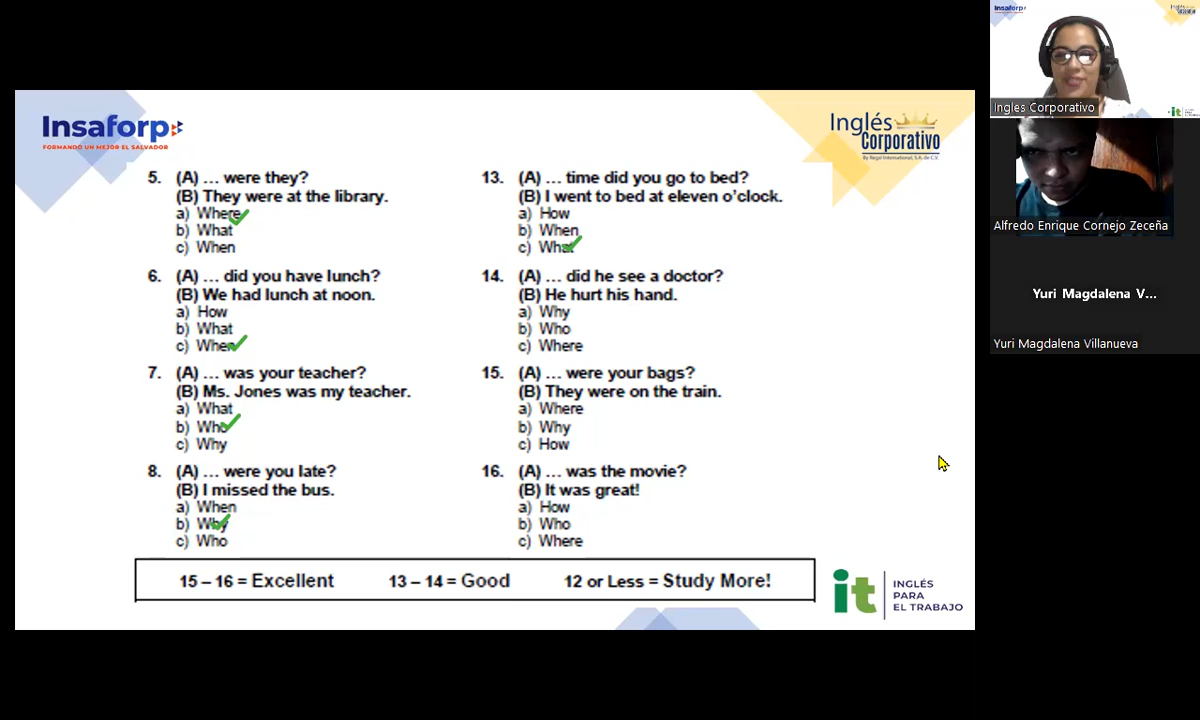 Insaforp
FORMANDO UN MEJOR EL SALVADOR
Inglés
Corporativo
By Regal International, S.A. de C.V.
5. (A) … were they?
(B) They were at the library.
a) Where
b) What
c) When
6. (A) … did you have lunch?
(B) We had lunch at noon.
a) How
b) What
c) When
7. (A) … was your teacher?
(B) Ms. Jones was my teacher.
a) What
b) Who
c) Why
8. (A) … were you late?
(B) I missed the bus.
a) When
b) Why
c) Who
13. (A) … time did you go to bed?
(B) I went to bed at eleven o’clock.
a) How
b) When
c) What
14. (A) … did he see a doctor?
(B) He hurt his hand.
a) Why
b) Who
c) Where
15. (A) … were your bags?
(B) They were on the train.
a) Where
b) Why
c) How
16. (A) … was the movie?
(B) It was great!
a) How
b) Who
c) Where
15 – 16 = Excellent 13 – 14 = Good 12 or Less = Study More!
it
INGLÉS
PARA
EL TRABAJO
Insaforp
Ingles Corporativo
it
Alfredo Enrique Cornejo Zeceña
Yuri Magdalena V...
Yuri Magdalena Villanueva